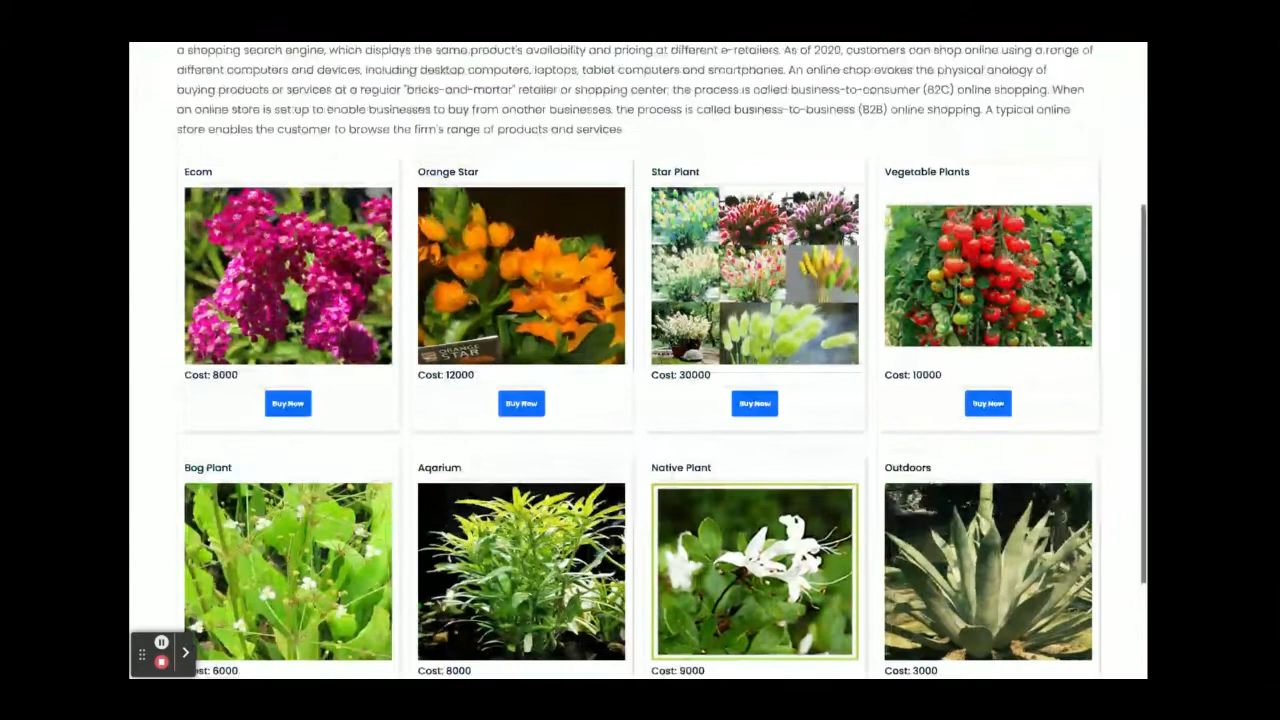 a shopping search engine, which displays the same product's availability and pricing at different e-retailers. As of 2020, customers can shop online using a range of
different computers and devices, including desktop computers, laptops, tablet computers and smartphones. An online shop evokes the physical analogy of
buying products or services at a regular "bricks-and-mortar" retailer or shopping center; the process is called business-to-consumer (B2C) online shopping. When
an online store is set up to enable businesses to buy from another businesses, the process is called business-to-business (B2B) online shopping. A typical online
store enables the customer to browse the firm's range of products and services
Ecom
Orange Star
Star Plant
Vegetable Plants
ORANGE
STAR
Cost: 8000
Cost: 12000
Cost: 30000
Cost: 10000
Buy Now
Buy Now
Buy Now
Buy Now
Bog Plant
Aqarium
Native Plant
Outdoors
ost: 6000
Cost: 8000
Cost: 9000
Cost: 3000